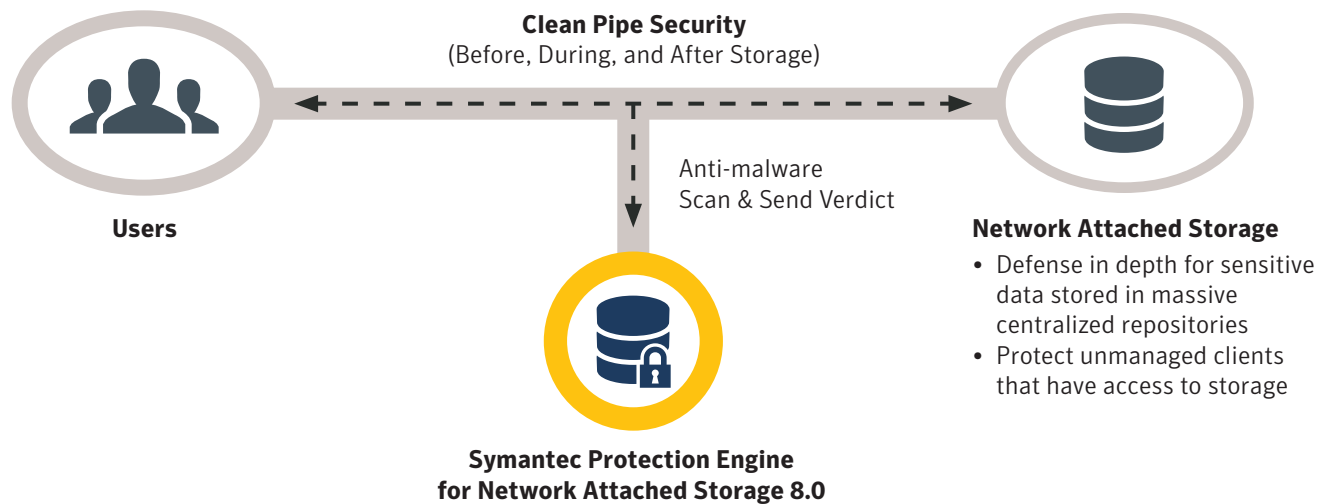 Clean Pipe Security
(Before, During, and After Storage)
Anti-malware
Scan & Send Verdict
Users
Network Attached Storage
• Defense in depth for sensitive
data stored in massive
centralized repositories
• Protect unmanaged clients
that have access to storage
Symantec Protection Engine
for Network Attached Storage 8.0